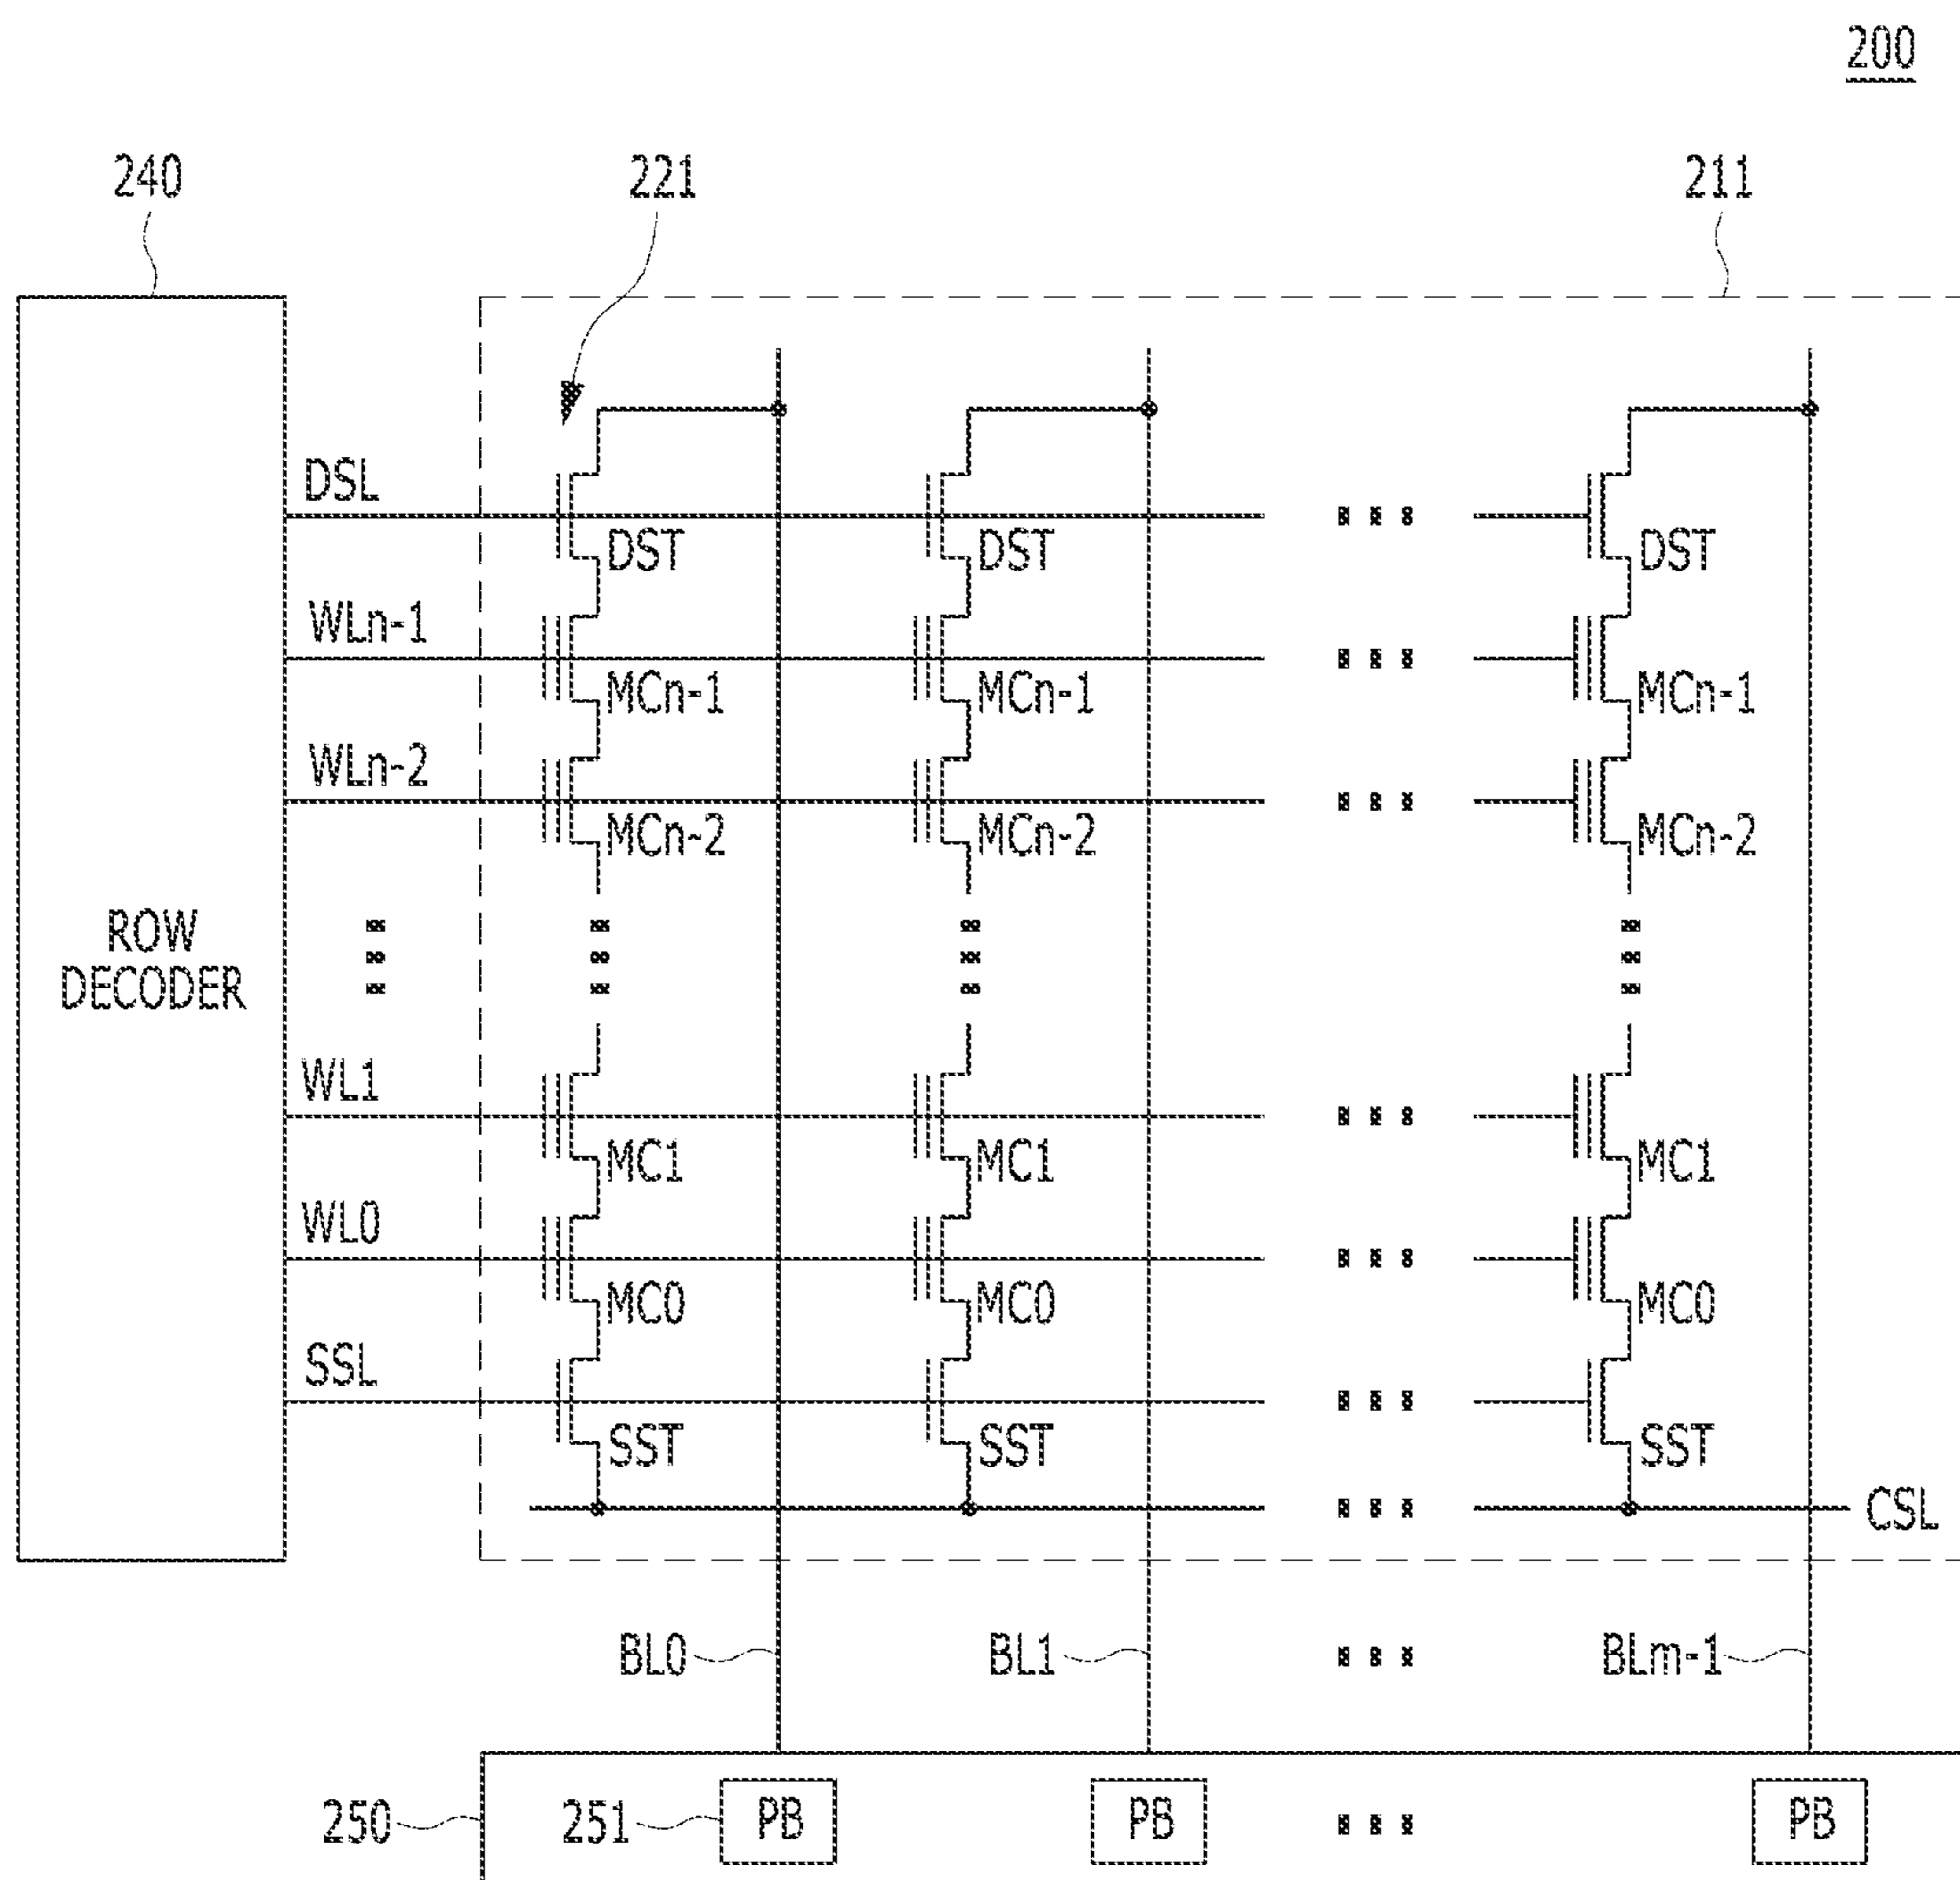 200
240
221
211
DSL
DST DST DST
WLn-1
MCn-1 MCn-1 MCn-1
WLn-2
MCn-2 MCn-2 MCn-2
ROW
DECODER
WL1
MC1 MC1 MC1
WL0
MC0 MC0 MC0
SSL
SST SST SST
CSL
BL0 BL1 BLm-1
250 251 PB PB PB